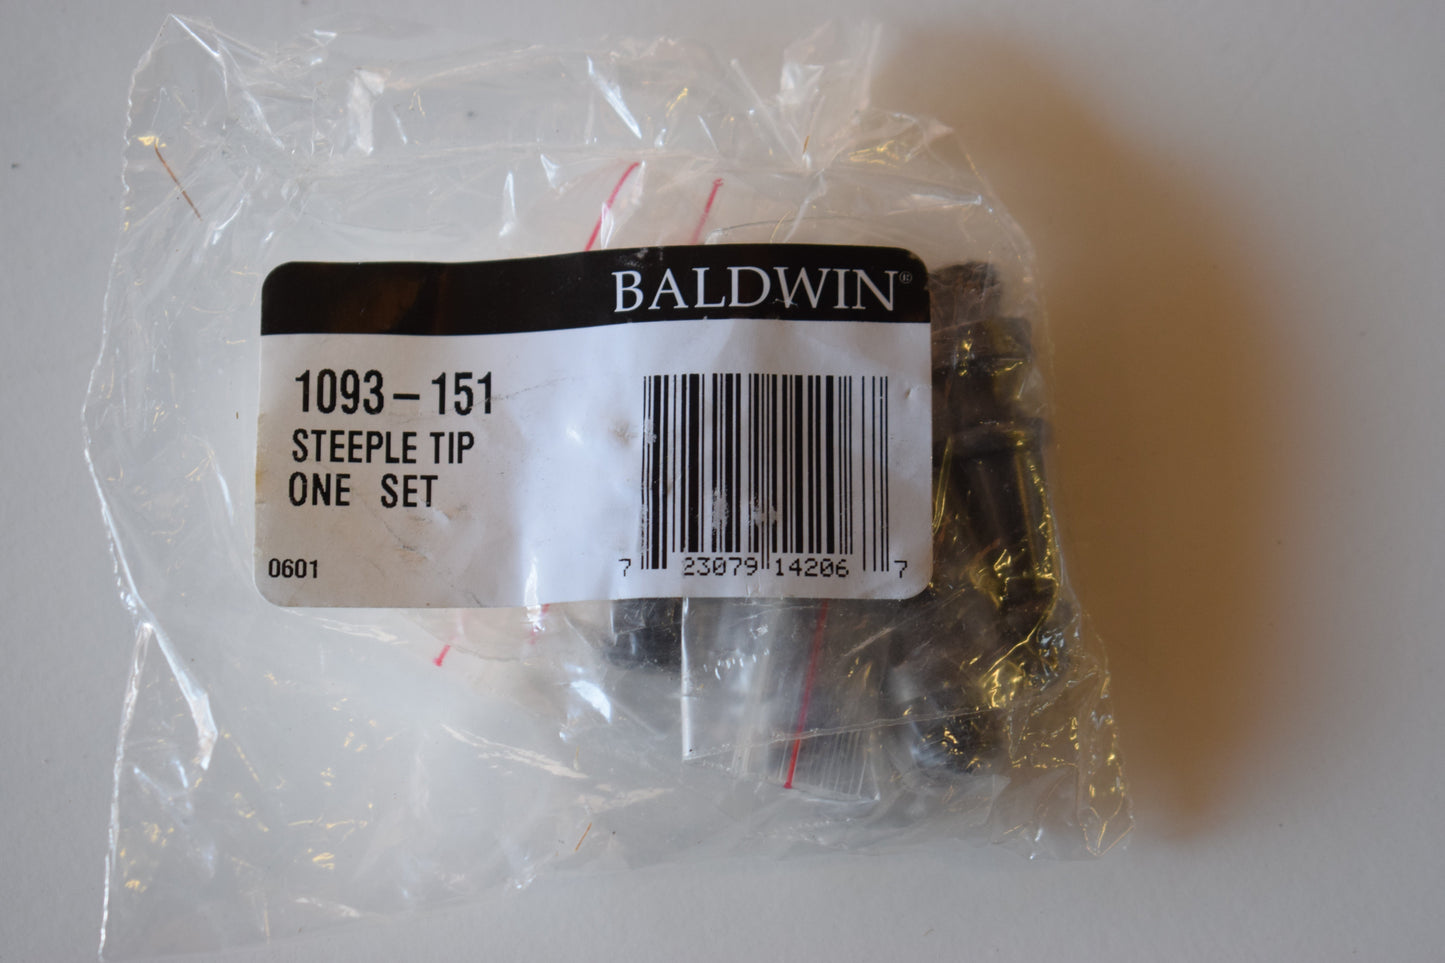 BALDWIN®
1093-151
STEEPLE TIP
ONE SET
0601
7 23079 14206 7